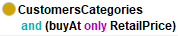 CustomersCategories
and (buyAt only RetailPrice)